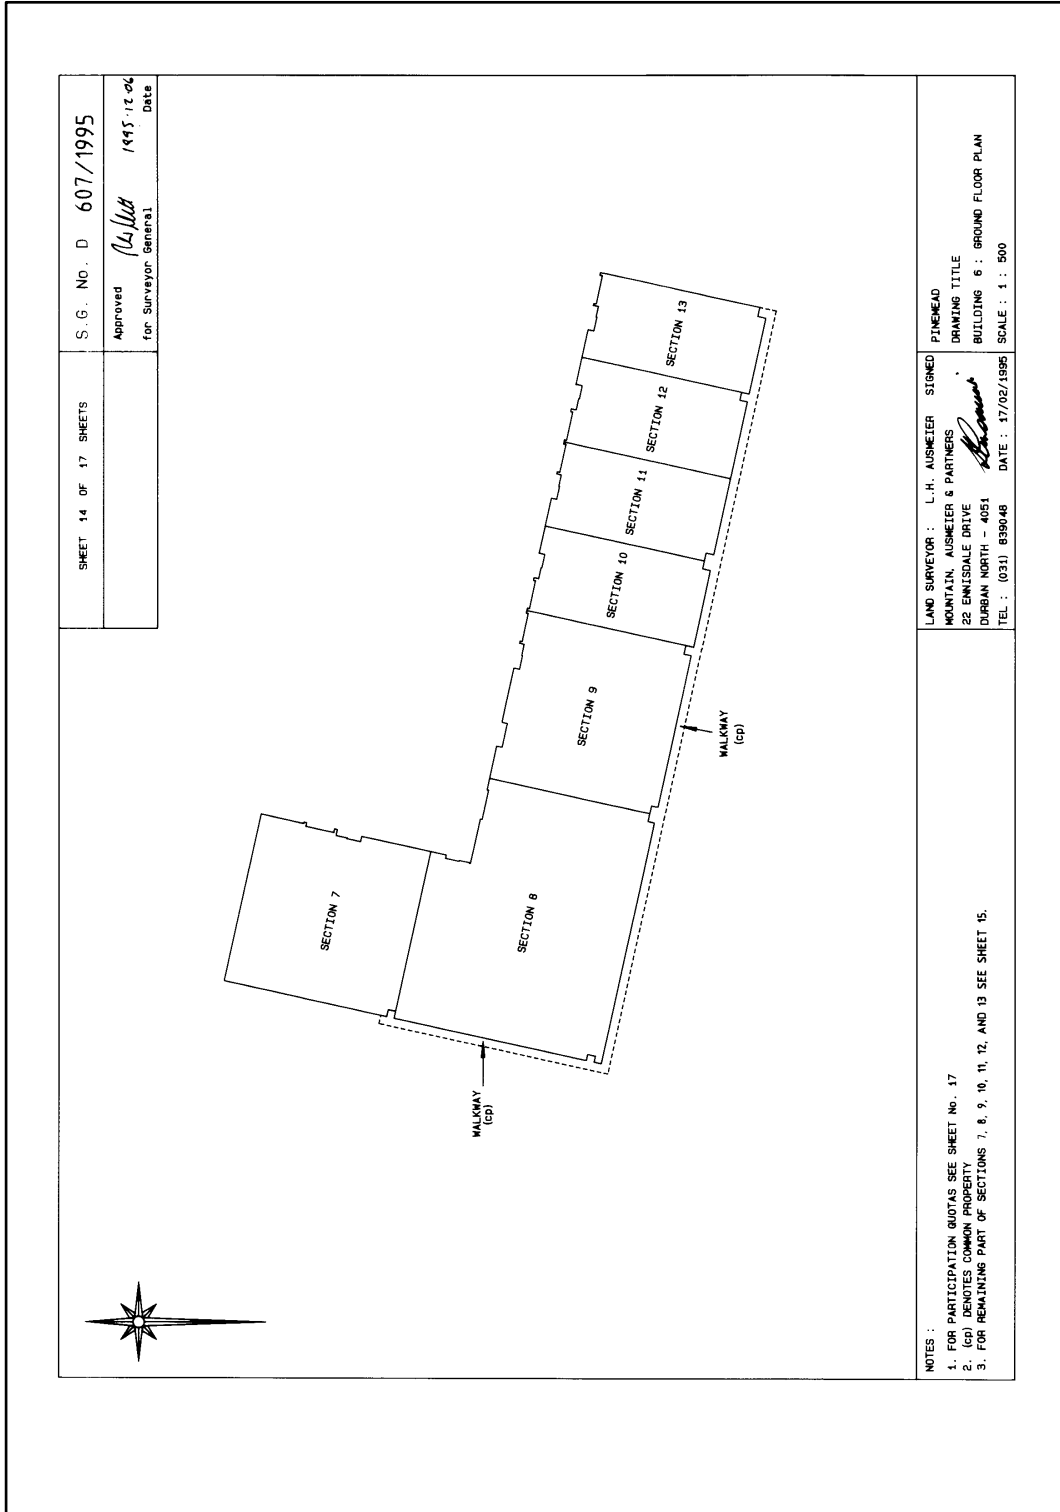 SHEET 14 OF 17 SHEETS
S.G. No. D 607/1995
Approved
1995-12-06
for Surveyor General
Date
SECTION 7
SECTION 8
SECTION 9
SECTION 10
SECTION 11
SECTION 12
SECTION 13
WALKWAY
(cp)
WALKWAY
(cp)
NOTES :
1. FOR PARTICIPATION QUOTAS SEE SHEET No. 17
2. (cp) DENOTES COMMON PROPERTY
3. FOR REMAINING PART OF SECTIONS 7, 8, 9, 10, 11, 12, AND 13 SEE SHEET 15.
LAND SURVEYOR : L.H. AUSMEIER SIGNED
MOUNTAIN, AUSMEIER & PARTNERS
22 ENNISDALE DRIVE
DURBAN NORTH - 4051
TEL : (031) 839048 DATE : 17/02/1995
PINEMEAD
DRAWING TITLE
BUILDING 6 : GROUND FLOOR PLAN
SCALE : 1 : 500